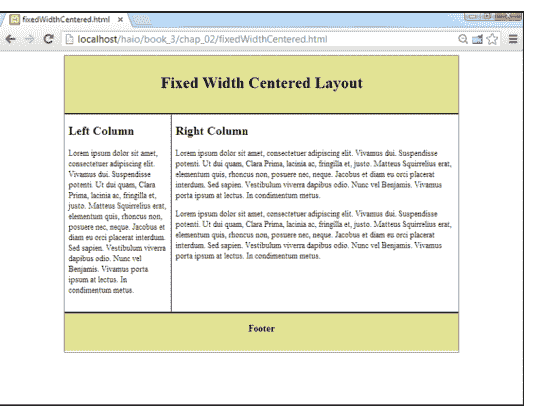 fixedWidthCentered.html
localhost/haio/book_3/chap_02/fixedWidthCentered.html
Fixed Width Centered Layout
Left Column
Lorem ipsum dolor sit amet,
consectetuer adipiscing elit.
Vivamus dui. Suspendisse
potenti. Ut dui quam, Clara
Prima, lacinia ac, fringilla et,
justo. Matteus Squirrelius erat,
elementum quis, rhoncus non,
posuere nec, neque. Jacobus et
diam eu orci placerat interdum.
Sed sapien. Vestibulum viverra
dapibus odio. Nunc vel
Benjamis. Vivamus porta
ipsum at lectus. In
condimentum metus.
Right Column
Lorem ipsum dolor sit amet, consectetuer adipiscing elit. Vivamus dui. Suspendisse
potenti. Ut dui quam, Clara Prima, lacinia ac, fringilla et, justo. Matteus Squirrelius erat,
elementum quis, rhoncus non, posuere nec, neque. Jacobus et diam eu orci placerat
interdum. Sed sapien. Vestibulum viverra dapibus odio. Nunc vel Benjamis. Vivamus
porta ipsum at lectus. In condimentum metus.
Lorem ipsum dolor sit amet, consectetuer adipiscing elit. Vivamus dui. Suspendisse
potenti. Ut dui quam, Clara Prima, lacinia ac, fringilla et, justo. Matteus Squirrelius erat,
elementum quis, rhoncus non, posuere nec, neque. Jacobus et diam eu orci placerat
interdum. Sed sapien. Vestibulum viverra dapibus odio. Nunc vel Benjamis. Vivamus
porta ipsum at lectus. In condimentum metus.
Footer